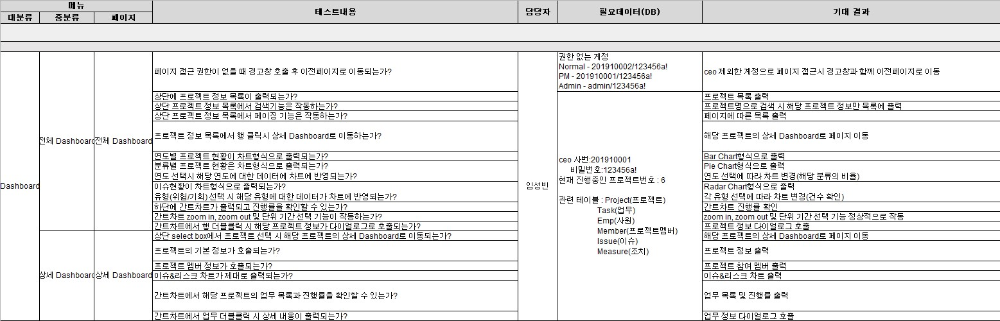 메뉴
테스트내용
담당자
필요데이터(DB)
기대 결과
대분류
중분류
페이지
Dashboard
전체 Dashboard
전체 Dashboard
페이지 접근 권한이 없을 때 경고창 호출 후 이전페이지로 이동되는가?
임성빈
권한 없는 계정
Normal - 201910002/123456a!
PM - 201910001/123456a!
Admin - admin/123456a!
ceo 제외한 계정으로 페이지 접근시 경고창과 함께 이전페이지로 이동
상단에 프로젝트 정보 목록이 출력되는가?
프로젝트 목록 출력
상단 프로젝트 정보 목록에서 검색기능은 작동하는가?
프로젝트명으로 검색 시 해당 프로젝트 정보만 목록에 출력
상단 프로젝트 정보 목록에서 페이징 기능은 작동하는가?
페이지에 따른 목록 출력
프로젝트 정보 목록에서 행 클릭시 상세 Dashboard로 이동하는가?
해당 프로젝트의 상세 Dashboard로 페이지 이동
연도별 프로젝트 현황이 차트형식으로 출력되는가?
Bar Chart형식으로 출력
분류별 프로젝트 현황은 차트형식으로 출력되는가?
연도 선택시 해당 연도에 대한 데이터에 차트에 반영되는가?
Pie Chart형식으로 출력
연도 선택에 따라 차트 변경(해당 분류의 비율)
이슈현황이 차트형식으로 출력되는가?
유형(위험/기회) 선택 시 해당 유형에 대한 데이터가 차트에 반영되는가?
Radar Chart형식으로 출력
각 유형 선택에 따라 차트 변경(건수 확인)
하단에 간트차트가 출력되고 진행률을 확인할 수 있는가?
간트차트 진행률 확인
간트차트 zoom in, zoom out 및 단위 기간 선택 기능이 작동하는가?
zoom in, zoom out 및 단위 기간 선택 기능 정상적으로 작동
간트차트에서 행 더블클릭 시 해당 프로젝트 정보가 다이얼로그로 호출되는가?
프로젝트 정보 다이얼로그 호출
ceo 사번:201910001
비밀번호:123456a!
현재 진행중인 프로젝트번호 : 6
관련 테이블 : Project(프로젝트)
Task(업무)
Emp(사원)
Member(프로젝트멤버)
Issue(이슈)
Measure(조치)
상세 Dashboard
상세 Dashboard
상단 select box에서 프로젝트 선택 시 해당 프로젝트의 상세 Dashboard로 이동되는가?
해당 프로젝트의 상세 Dashboard로 페이지 이동
프로젝트의 기본 정보가 호출되는가?
프로젝트 정보 출력
프로젝트 멤버 정보가 호출되는가?
프로젝트 참여 멤버 출력
이슈&리스크 차트가 제대로 출력되는가?
이슈&리스크 차트 출력
간트차트에서 해당 프로젝트의 업무 목록과 진행률을 확인할 수 있는가?
업무 목록 및 진행률 출력
간트차트에서 업무 더블클릭 시 상세 내용이 출력되는가?
업무 정보 다이얼로그 호출